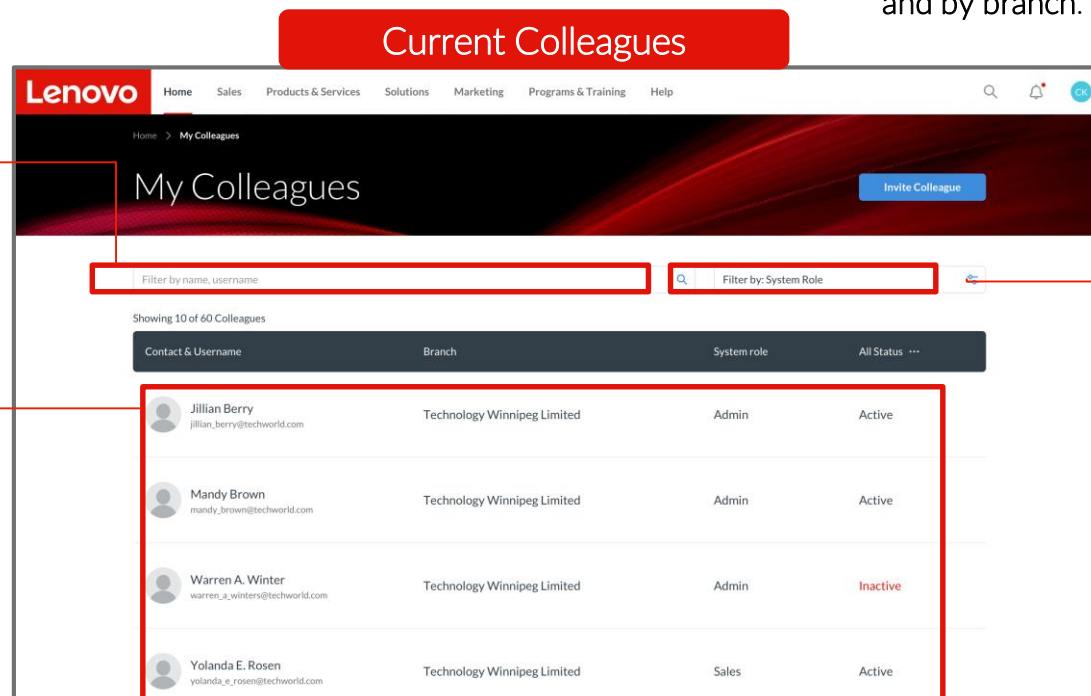 and by branch.
Current Colleagues
Lenovo Home Sales Products & Services Solutions Marketing Programs & Training Help CK
Home > My Colleagues
My Colleagues Invite Colleague
Filter by name, username Filter by: System Role
Showing 10 of 60 Colleagues
Contact & Username Branch System role All Status ···
Jillian Berry Technology Winnipeg Limited Admin Active
jillian_berry@techworld.com
Mandy Brown Technology Winnipeg Limited Admin Active
mandy_brown@techworld.com
Warren A. Winter Technology Winnipeg Limited Admin Inactive
warren_a_winters@techworld.com
Yolanda E. Rosen Technology Winnipeg Limited Sales Active
yolanda_e_rosen@techworld.com